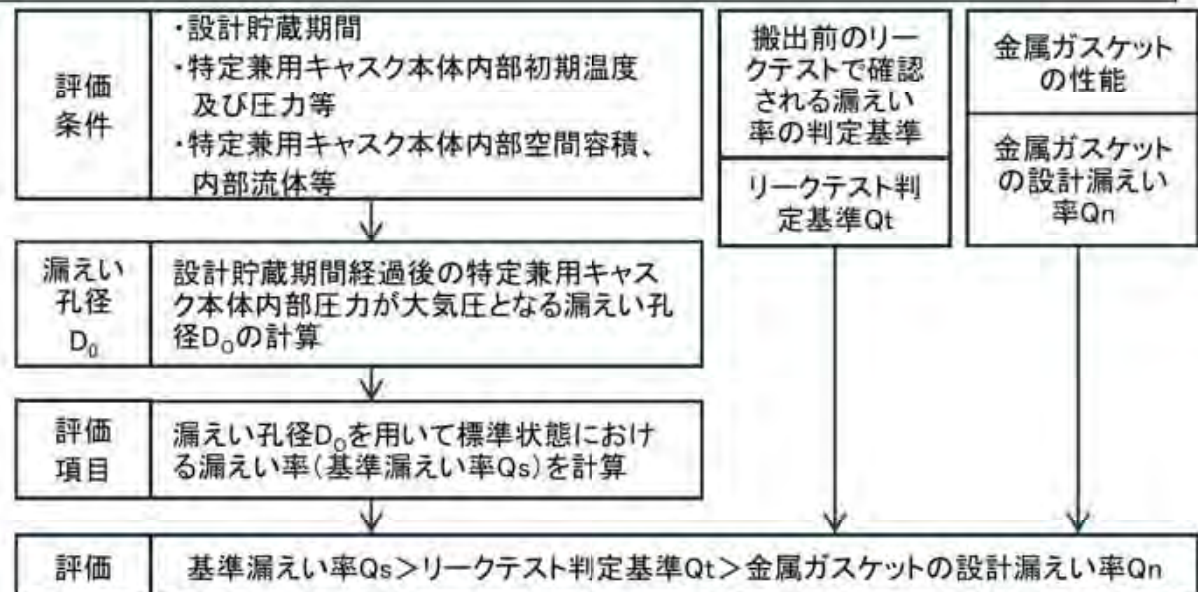 評価
条件
・設計貯蔵期間
・特定兼用キャスク本体内部初期温度
及び圧力等
・特定兼用キャスク本体内部空間容積、
内部流体等
搬出前のリー
クテストで確認
される漏えい
率の判定基準
リークテスト判
定基準Qt
金属ガスケット
の性能
金属ガスケット
の設計漏えい
率Qn
漏えい
孔径
D₀
設計貯蔵期間経過後の特定兼用キャス
ク本体内部圧力が大気圧となる漏えい孔
径D₀の計算
評価
項目
漏えい孔径D₀を用いて標準状態におけ
る漏えい率(基準漏えい率Qs)を計算
評価
基準漏えい率Qs>リークテスト判定基準Qt>金属ガスケットの設計漏えい率Qn